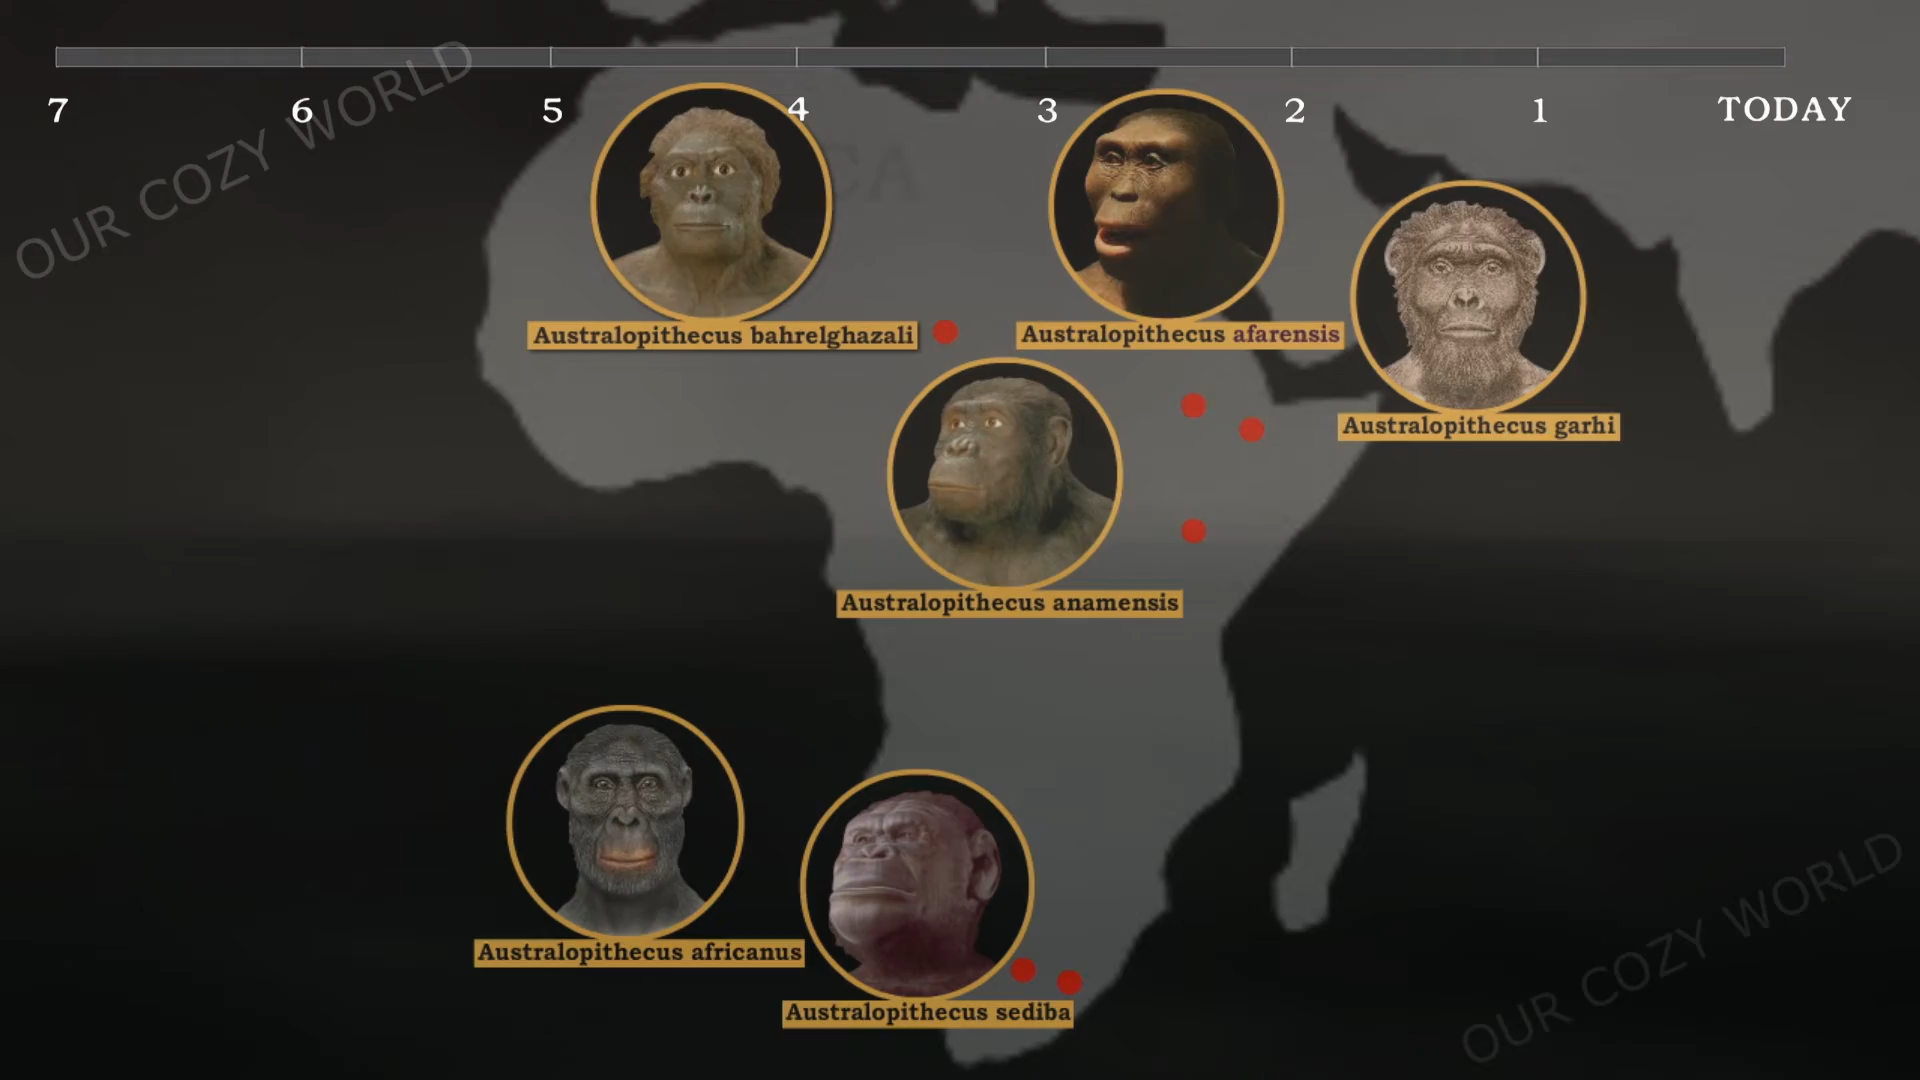 7 6 5 4 3 2 1 TODAY
OUR COZY WORLD
Australopithecus bahrelghazali
Australopithecus afarensis
Australopithecus garhi
Australopithecus anamensis
Australopithecus africanus
Australopithecus sediba
OUR COZY WORLD